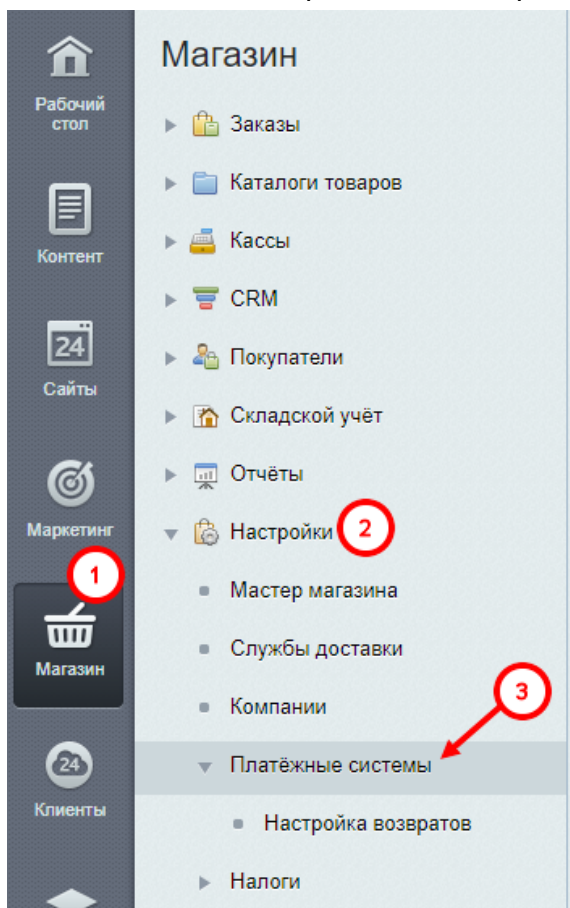 Рабочий
стол
Контент
24
Сайты
Маркетинг
1
Магазин
24
Клиенты
Магазин
Заказы
Каталоги товаров
Кассы
CRM
Покупатели
Складской учёт
Отчёты
Настройки 2
Мастер магазина
Службы доставки
Компании
3
Платёжные системы
Настройка возвратов
Налоги